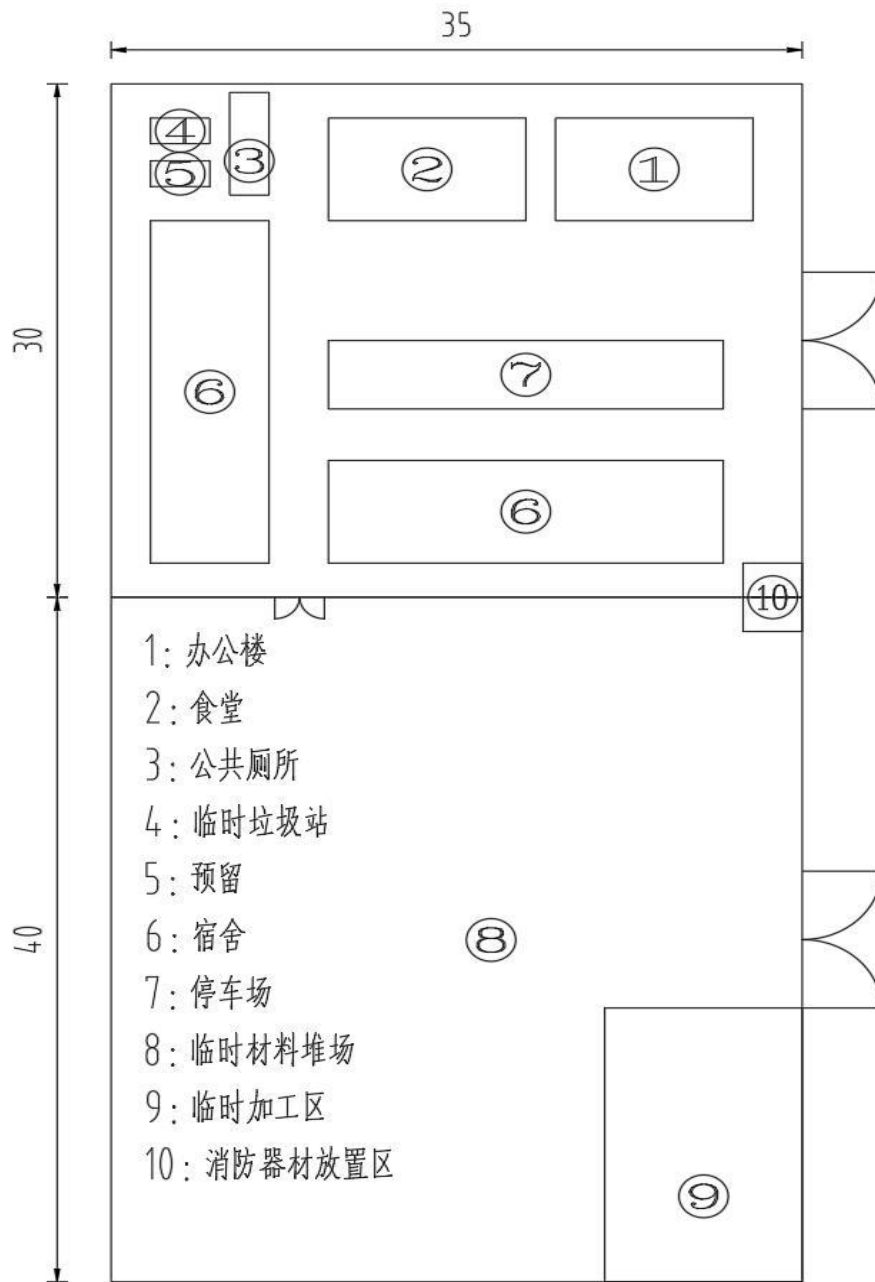 35
4
3
2
1
5
30
7
6
6
10
1: 办公楼
2: 食堂
3: 公共厕所
4: 临时垃圾站
5: 预留
40
6: 宿舍
8
7: 停车场
8: 临时材料堆场
9: 临时加工区
10: 消防器材放置区
9